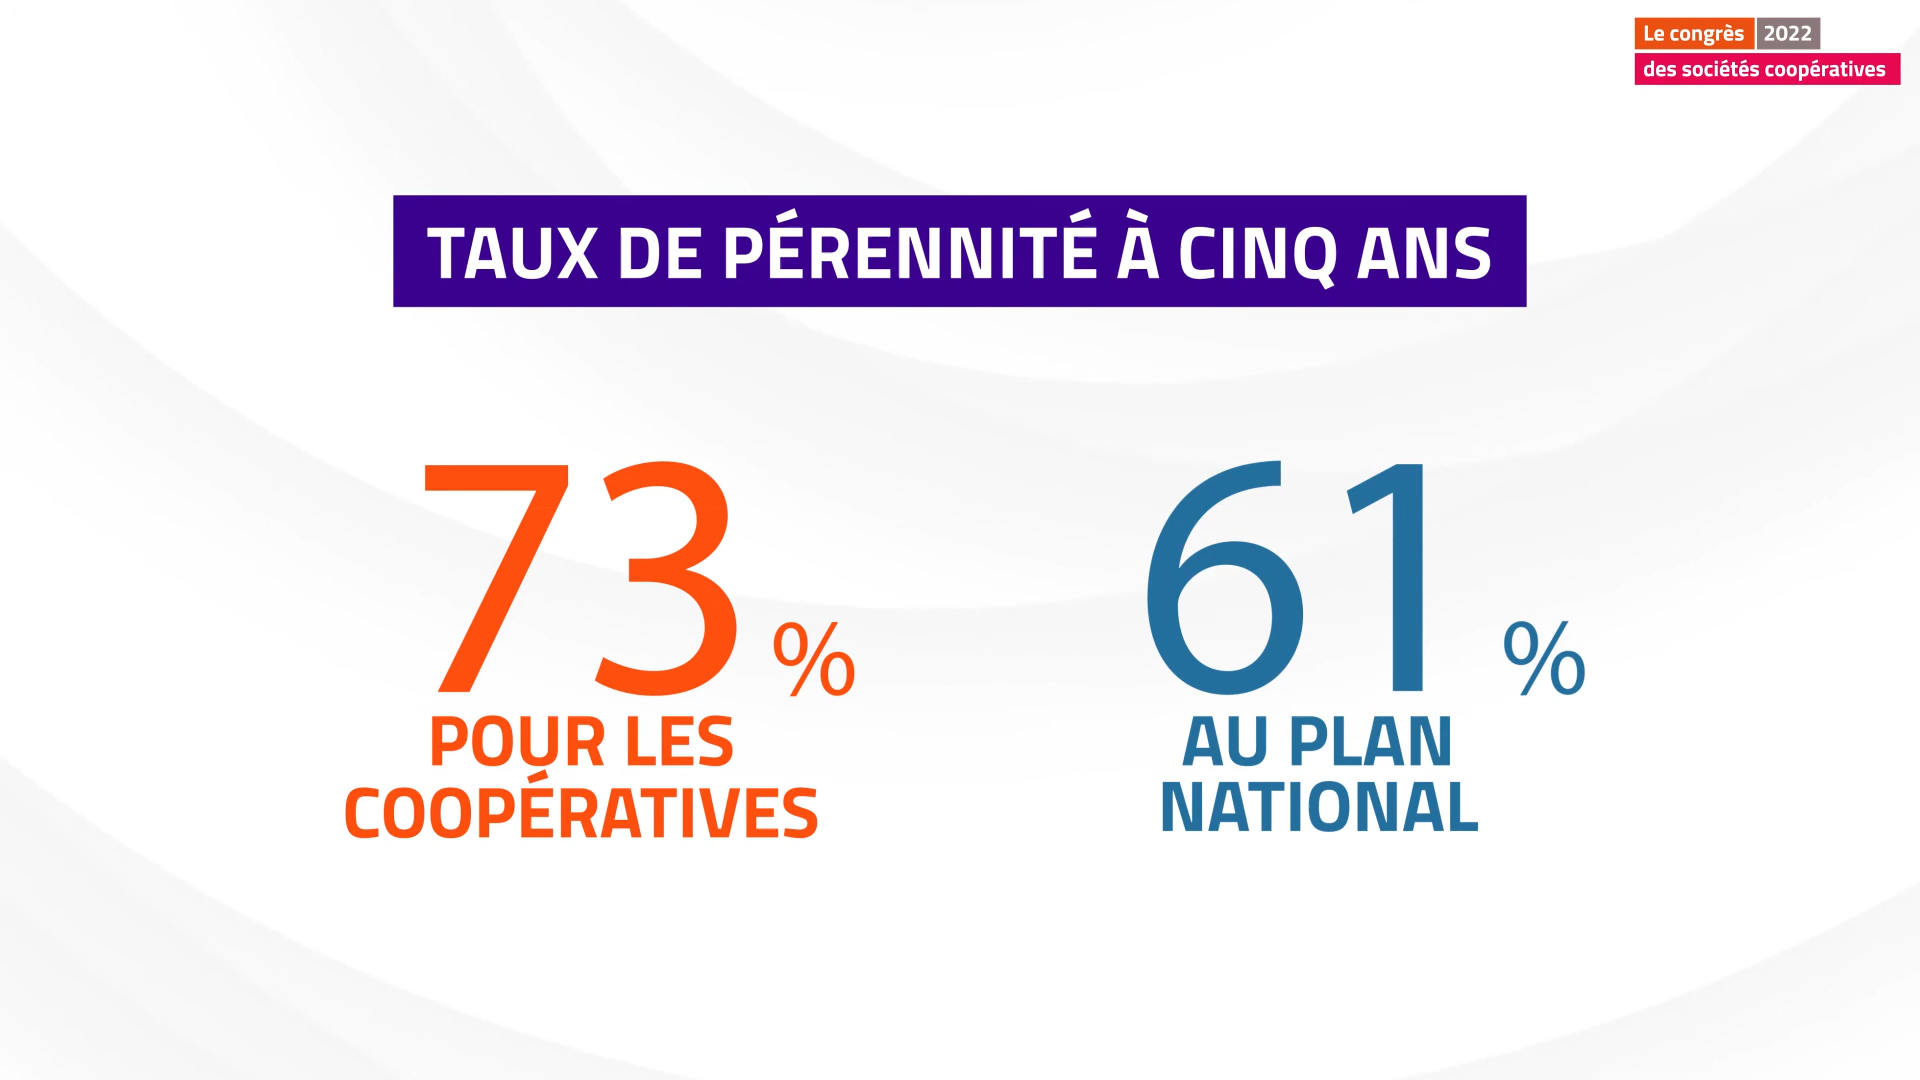 Le congrès 2022
des sociétés coopératives
TAUX DE PÉRENNITÉ À CINQ ANS
73 %
POUR LES
COOPÉRATIVES
61 %
AU PLAN
NATIONAL